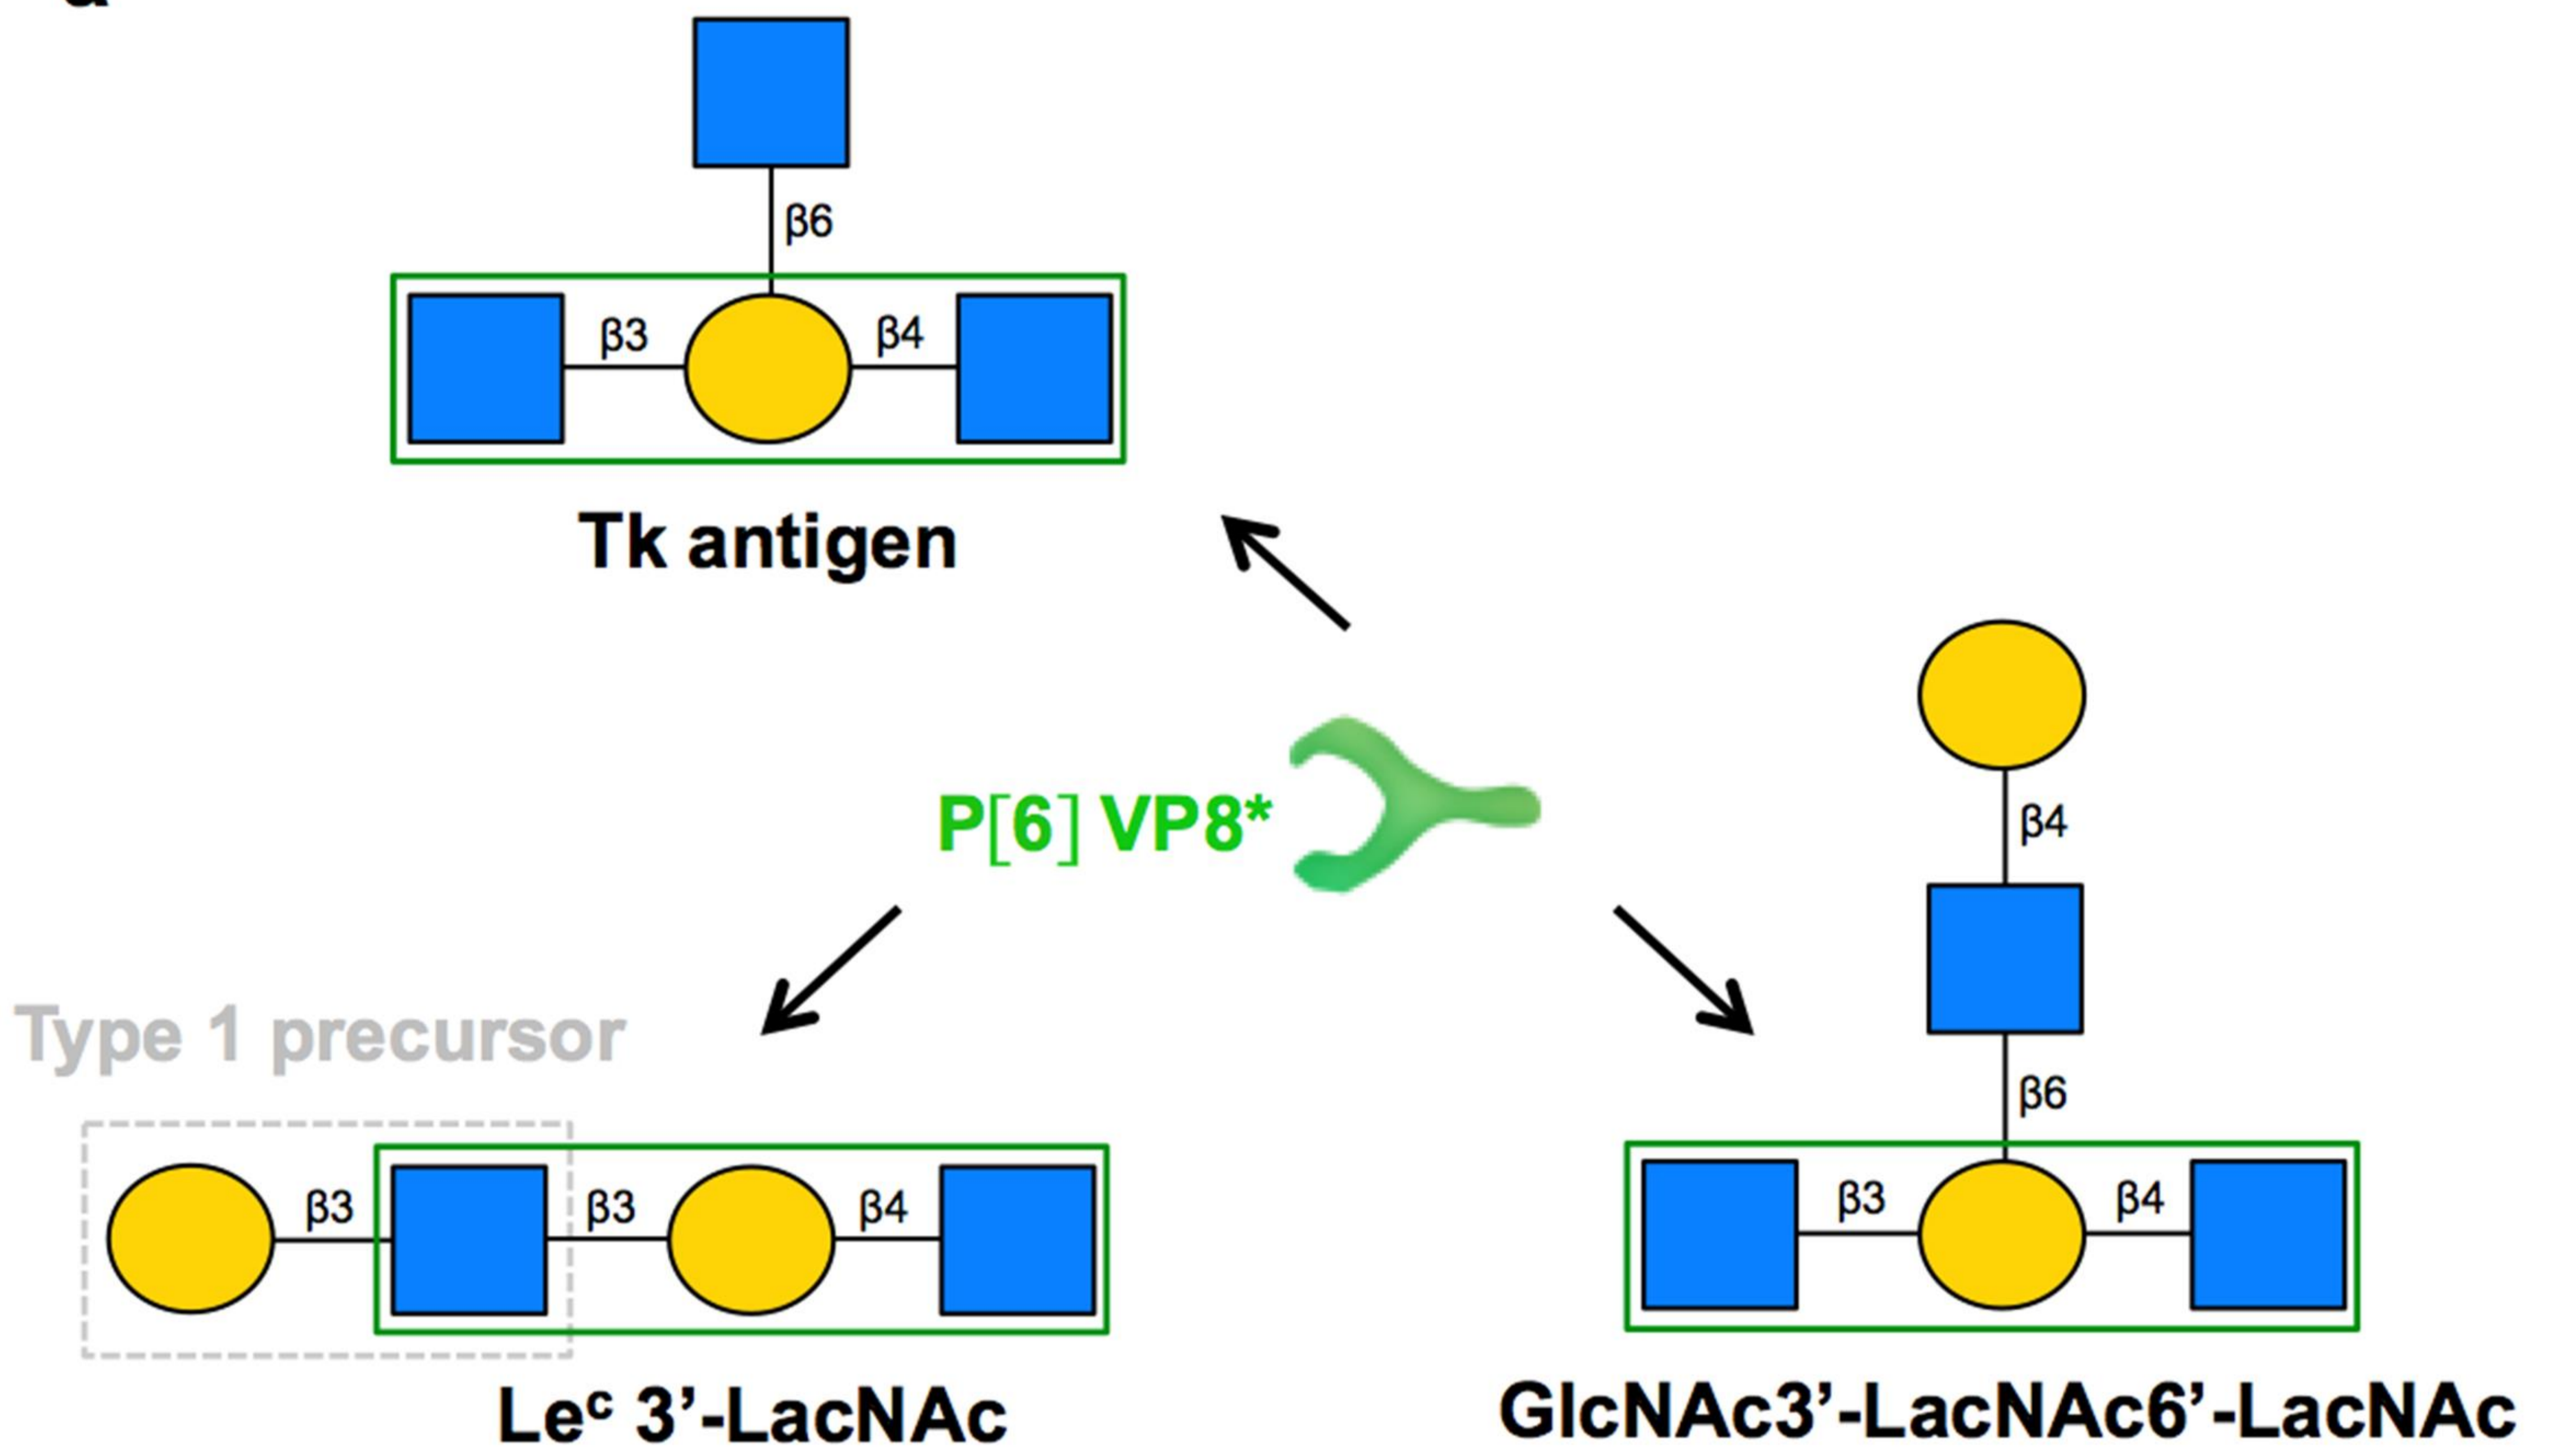 β6
β3 β4
Tk antigen
β4
P[6] VP8*
Type 1 precursor
β6
β3 β3 β4
β3 β4
Leᶜ 3’-LacNAc
GlcNAc3’-LacNAc6’-LacNAc